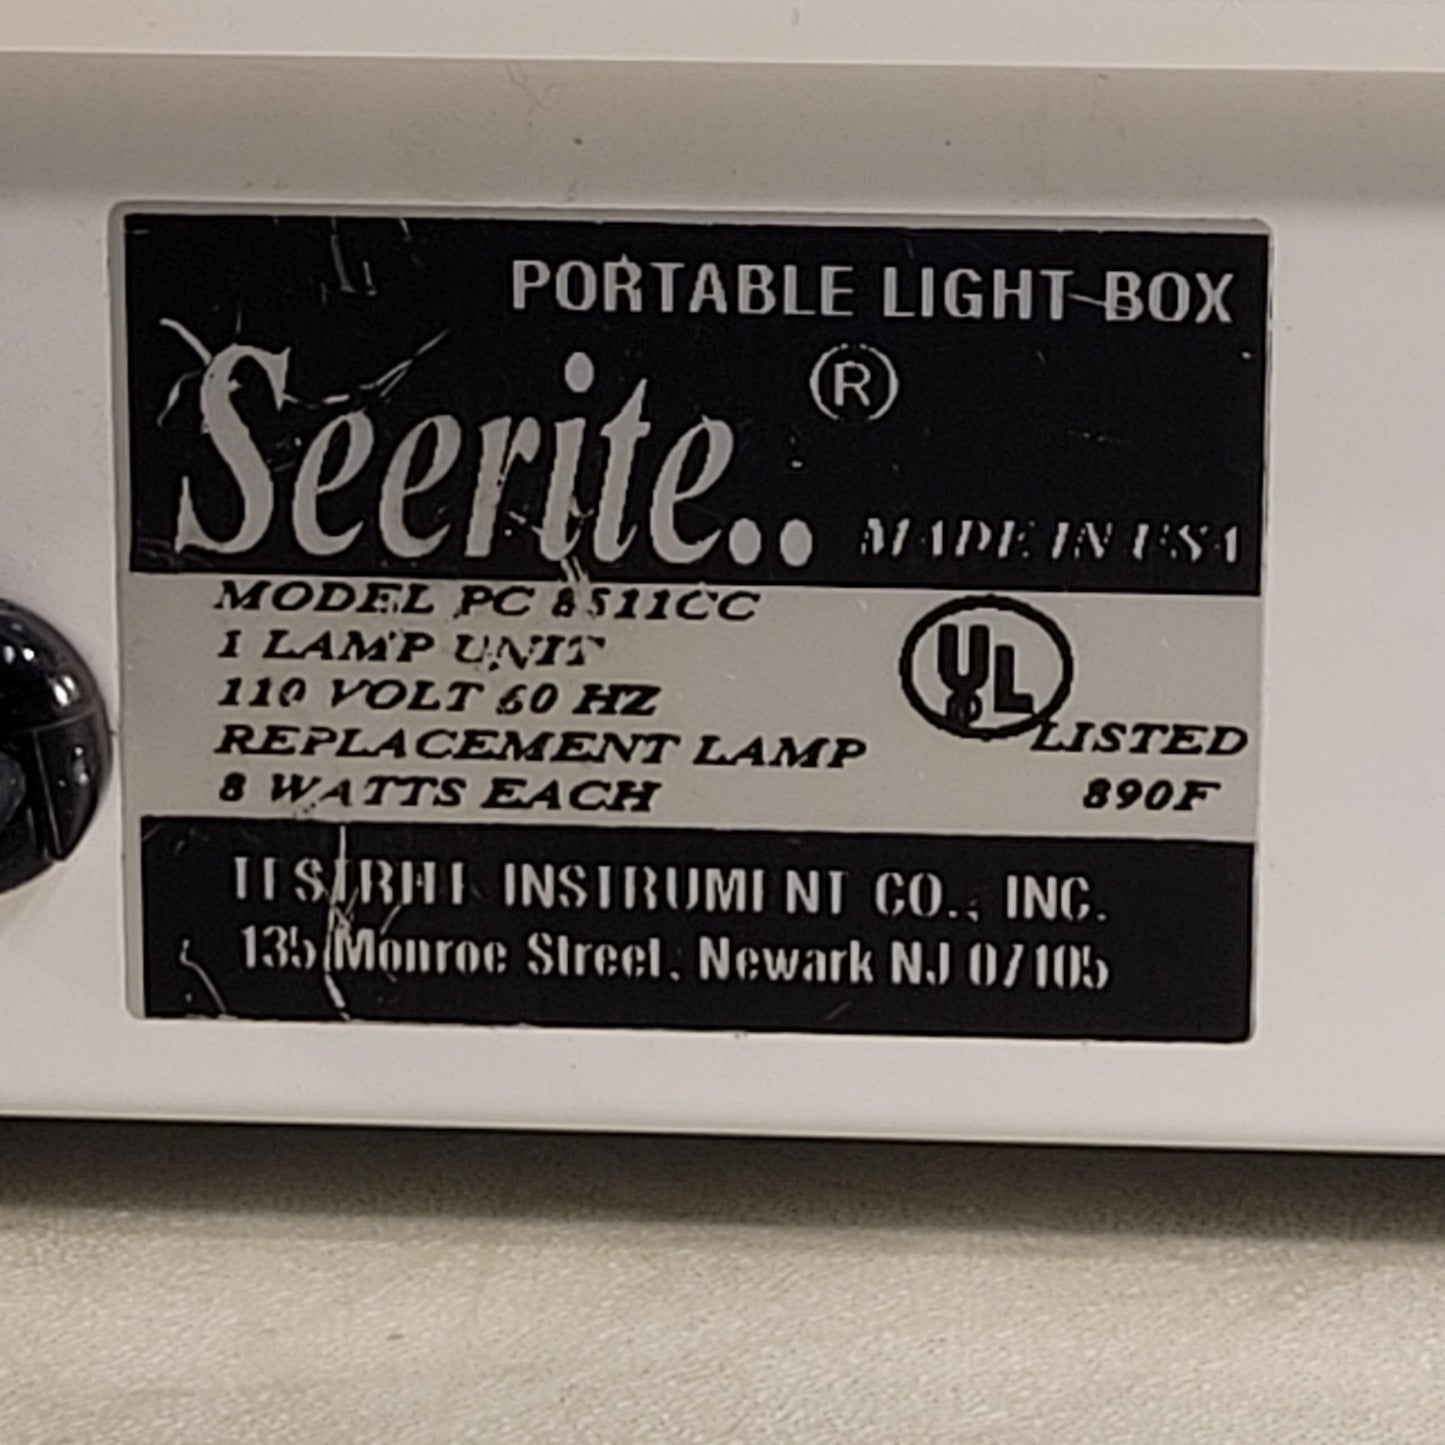 PORTABLE LIGHT BOX
Seerite.. ®
MADE IN USA
MODEL PC 8511CC
1 LAMP UNIT
110 VOLT 60 HZ
REPLACEMENT LAMP
8 WATTS EACH
UL
LISTED
890F
TESTRITE INSTRUMENT CO., INC.
135 Monroe Street, Newark NJ 07105